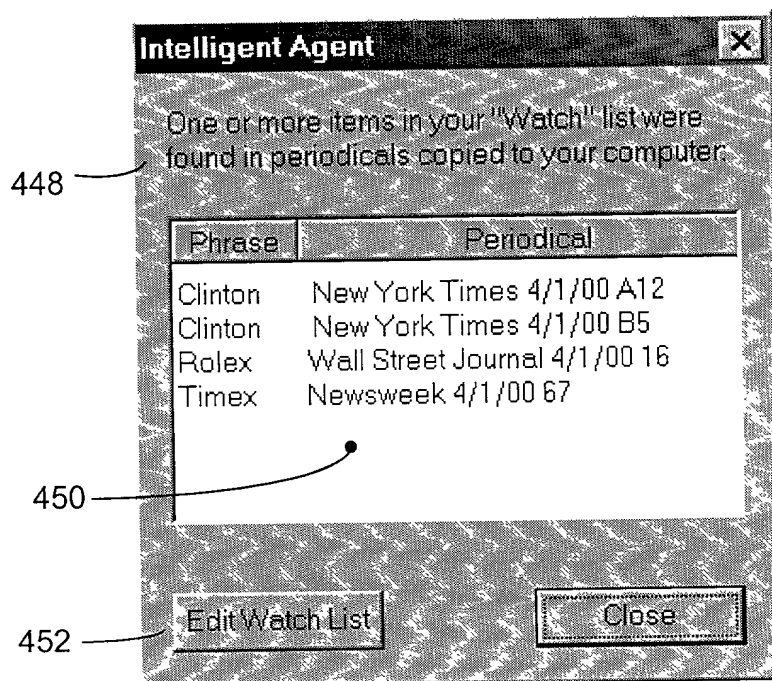 Intelligent Agent
One or more items in your "Watch" list were
found in periodicals copied to your computer:
448
Phrase Periodical
Clinton New York Times 4/1/00 A12
Clinton New York Times 4/1/00 B5
Rolex Wall Street Journal 4/1/00 16
Timex Newsweek 4/1/00 67
450
Edit Watch List Close
452